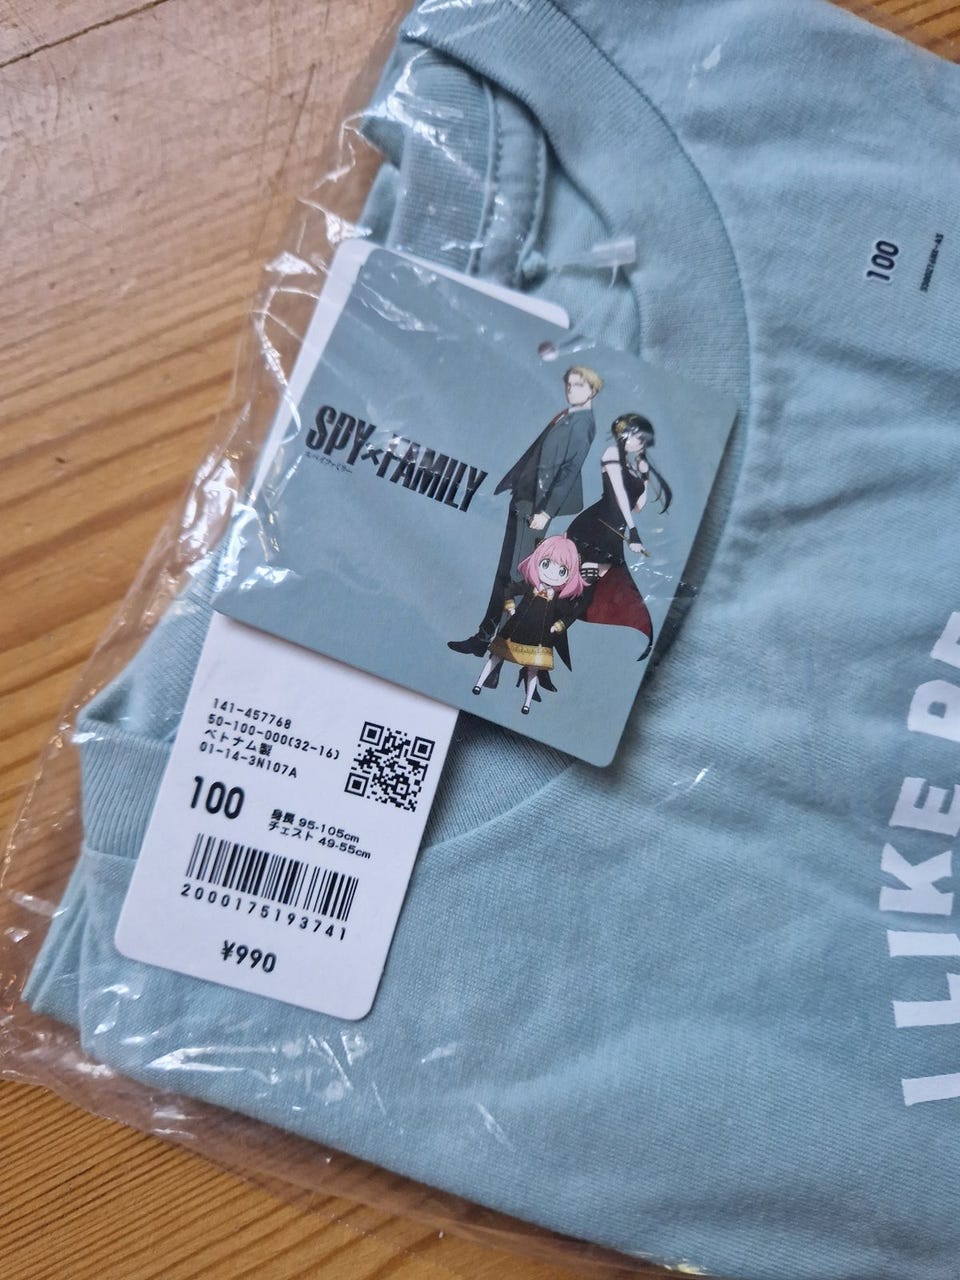 SPY×FAMILY
スパイファミリー
141-457768
50-100-000(32-16)
ベトナム製
01-14-3N107A
100
身長 95-105cm
チェスト 49-55cm
2000175193741
¥990
100
I LIKE